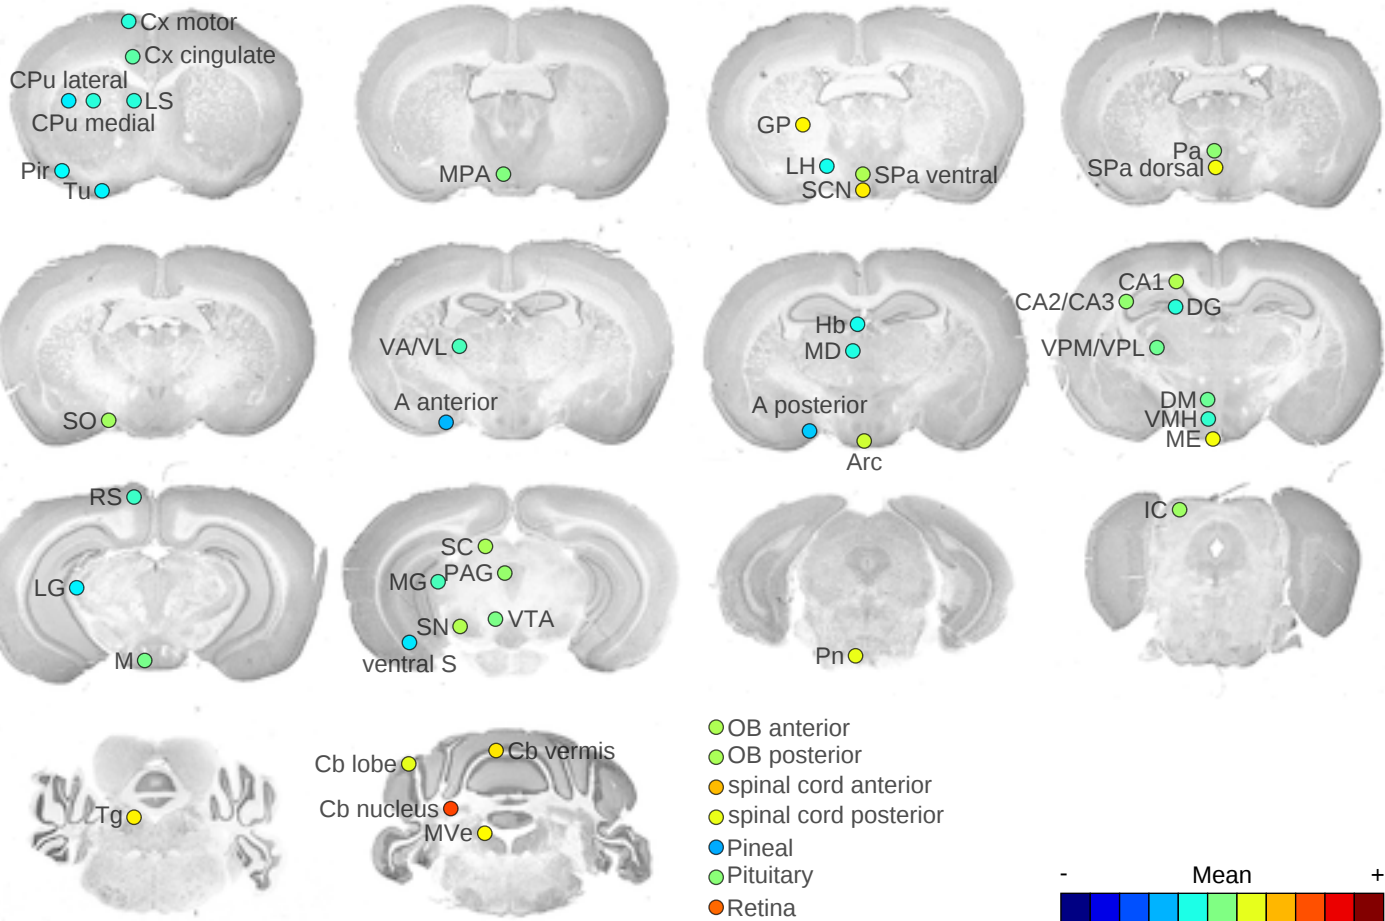 Cx motor
Cx cingulate
CPu lateral
LS
CPu medial
Pir
Tu
MPA
GP
LH
SPa ventral
SCN
Pa
SPa dorsal
SO
VA/VL
A anterior
Hb
MD
A posterior
Arc
CA1
CA2/CA3
DG
VPM/VPL
DM
VMH
ME
RS
LG
M
SC
PAG
MG
VTA
SN
ventral S
Pn
IC
Tg
Cb vermis
Cb lobe
Cb nucleus
MVe
OB anterior
OB posterior
spinal cord anterior
spinal cord posterior
Pineal
Pituitary
Retina
- Mean +